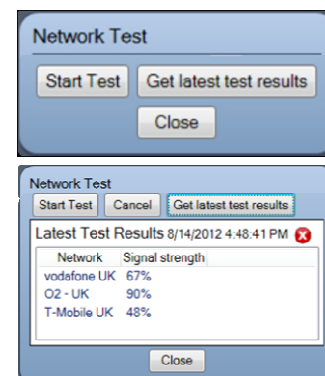 Network Test
Start Test Get latest test results
Close
Network Test
Start Test Cancel Get latest test results
Latest Test Results 8/14/2012 4:48:41 PM
Network Signal strength
vodafone UK 67%
O2 - UK 90%
T-Mobile UK 48%
Close